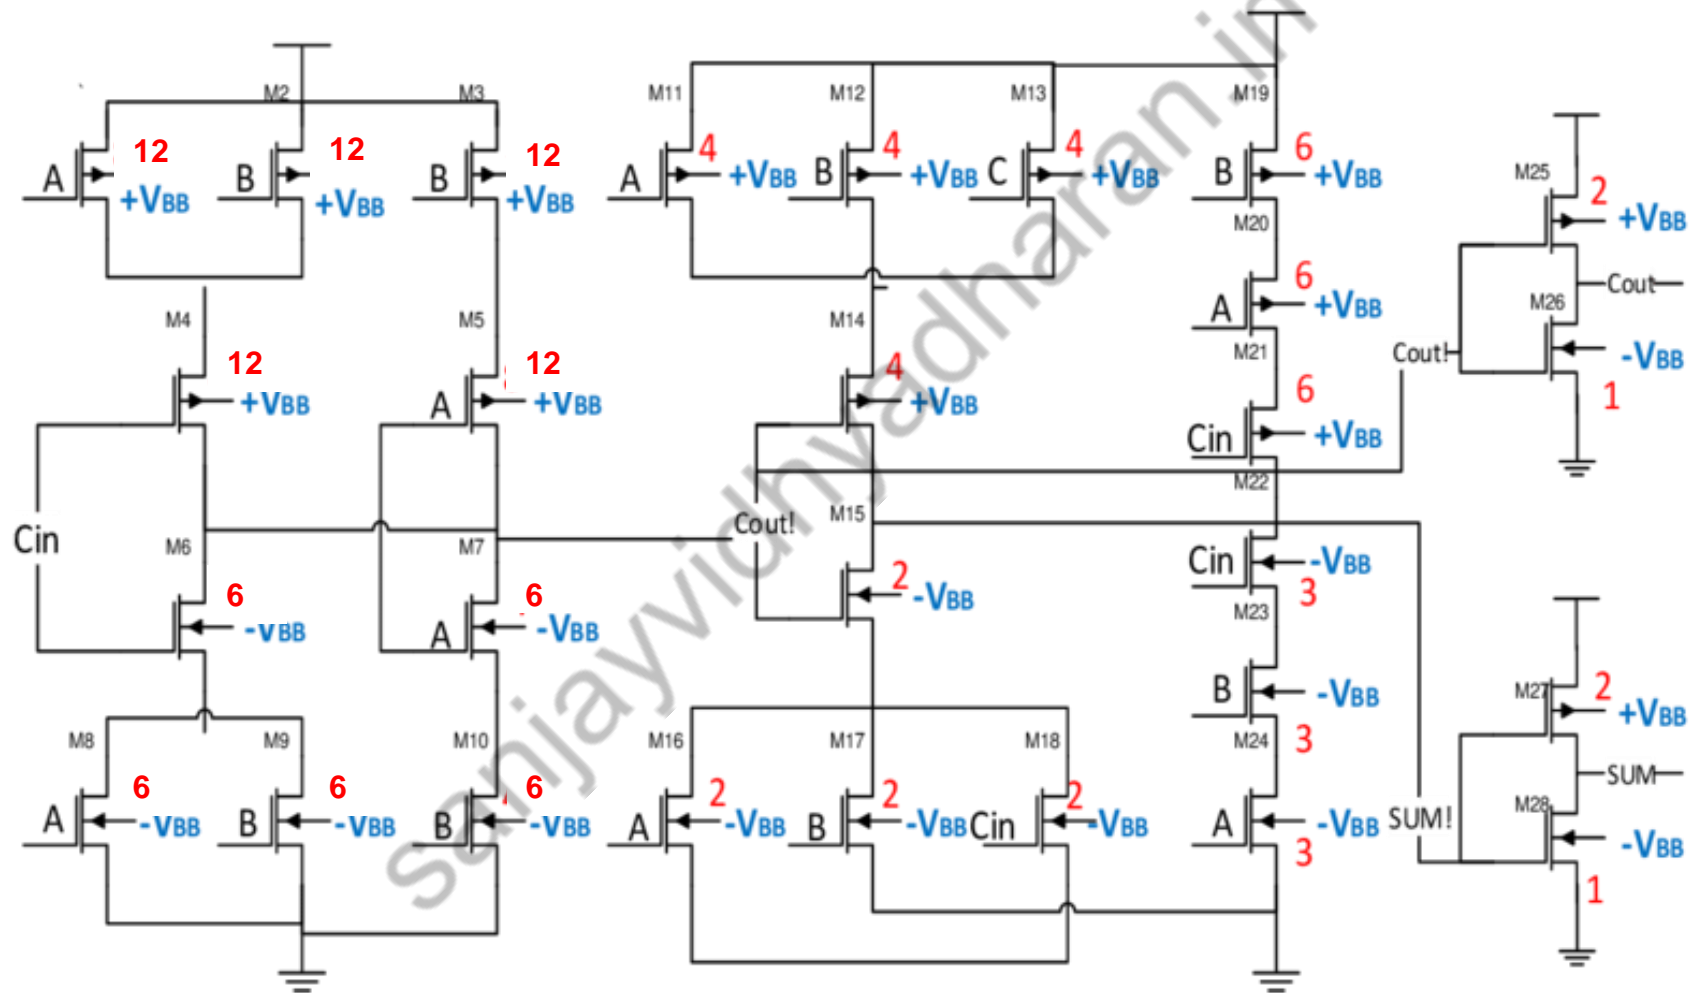 M2
M3
M11
M12
M13
M19
12
12
12
4
4
4
6
A
B
B
A
B
C
B
+VBB
+VBB
+VBB
+VBB
+VBB
+VBB
+VBB
M25
2
+VBB
M20
6
A
+VBB
Cout
M26
M4
M5
M14
M21
Cout!
-VBB
12
12
4
6
1
A
+VBB
+VBB
+VBB
Cin
+VBB
M22
Cin
M6
M7
Cout!
M15
Cin
-VBB
6
6
2
3
-VBB
A
-VBB
-VBB
M23
B
-VBB
M27
2
+VBB
M8
M9
M10
M16
M17
M18
M24
3
SUM
6
6
6
2
2
2
M28
A
-VBB
B
-VBB
B
-VBB
A
-VBB
B
-VBB
Cin
-VBB
A
-VBB
SUM!
-VBB
3
1
sanjayvidhyadharan.in